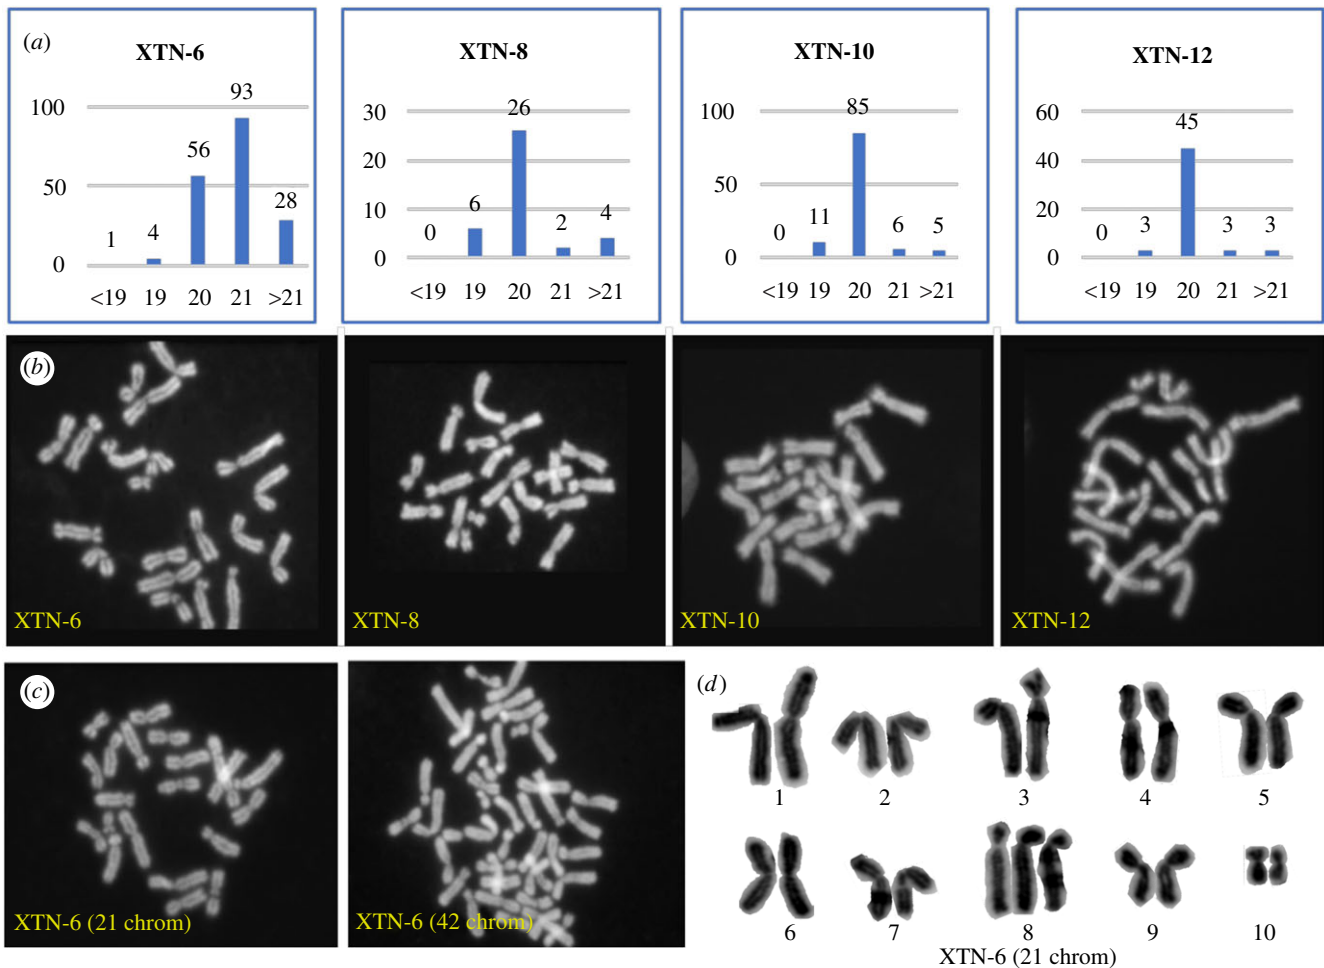 (a)
XTN-6
100
50
0
1
4
56
93
28
<19 19 20 21 >21
XTN-8
30
20
10
0
0
6
26
2
4
<19 19 20 21 >21
XTN-10
100
50
0
0
11
85
6
5
<19 19 20 21 >21
XTN-12
60
40
20
0
0
3
45
3
3
<19 19 20 21 >21
(b)
XTN-6
XTN-8
XTN-10
XTN-12
(c)
XTN-6 (21 chrom)
XTN-6 (42 chrom)
(d)
1 2 3 4 5
6 7 8 9 10
XTN-6 (21 chrom)